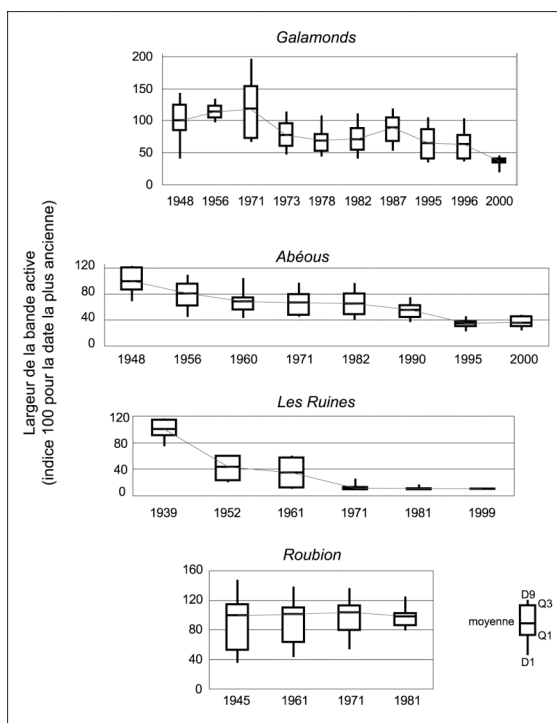 Galamonds
200
150
100
50
0
1948 1956 1971 1973 1978 1982 1987 1995 1996 2000
Largeur de la bande active
(indice 100 pour la date la plus ancienne)
Abéous
120
80
40
0
1948 1956 1960 1971 1982 1990 1995 2000
Les Ruines
120
80
40
0
1939 1952 1961 1971 1981 1999
Roubion
160
120
80
40
0
1945 1961 1971 1981
D9
Q3
moyenne
Q1
D1